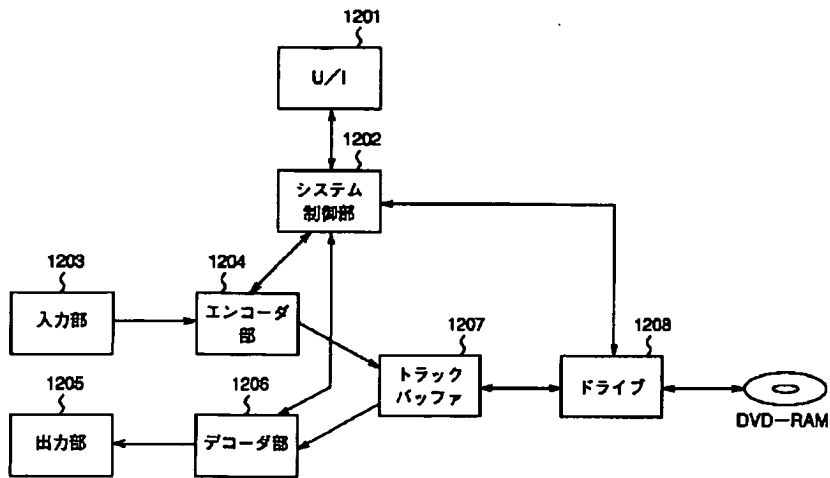 1201
U/I
1202
システム
制御部
1203
入力部
1204
エンコーダ
部
1207
トラック
バッファ
1208
ドライブ
DVD-RAM
1205
出力部
1206
デコーダ部